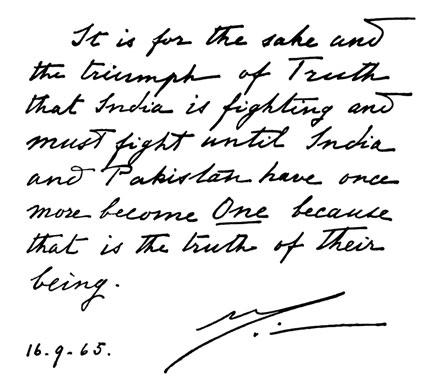 It is for the sake and
the triumph of Truth
that India is fighting and
must fight until India
and Pakistan have once
more become One because
that is the truth of their
being.
16-9-65.